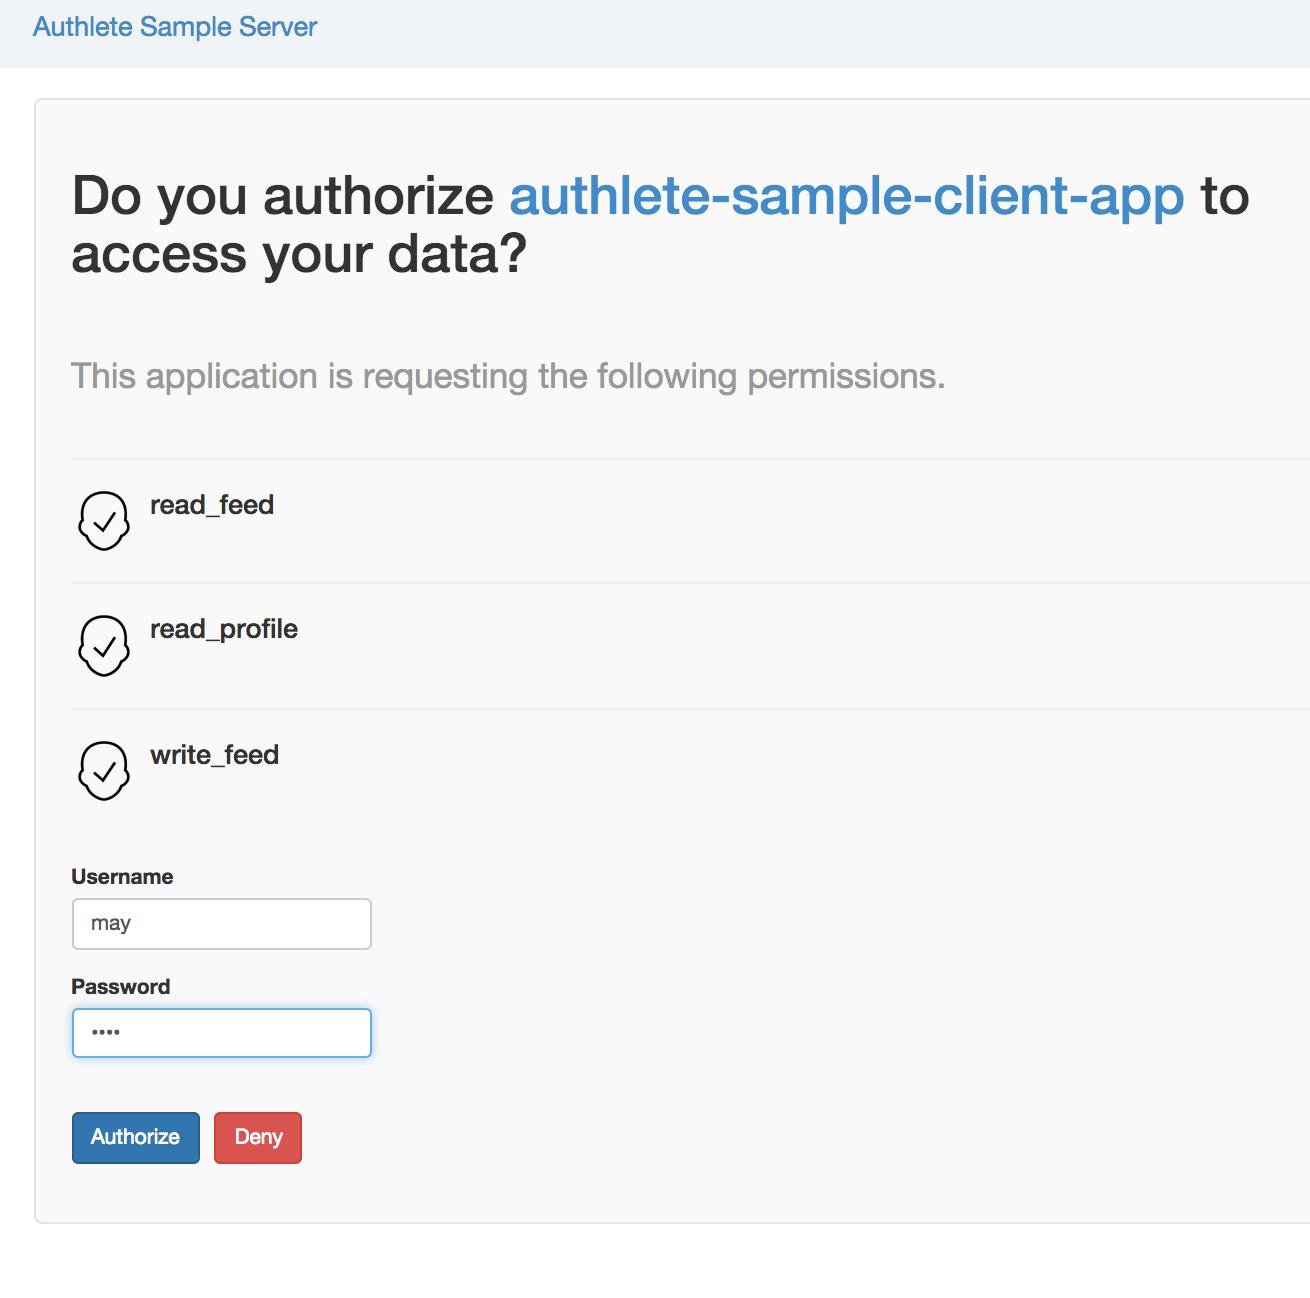 Authlete Sample Server
Do you authorize authlete-sample-client-app to
access your data?
This application is requesting the following permissions.
read_feed
read_profile
write_feed
Username
may
Password
••••
Authorize
Deny